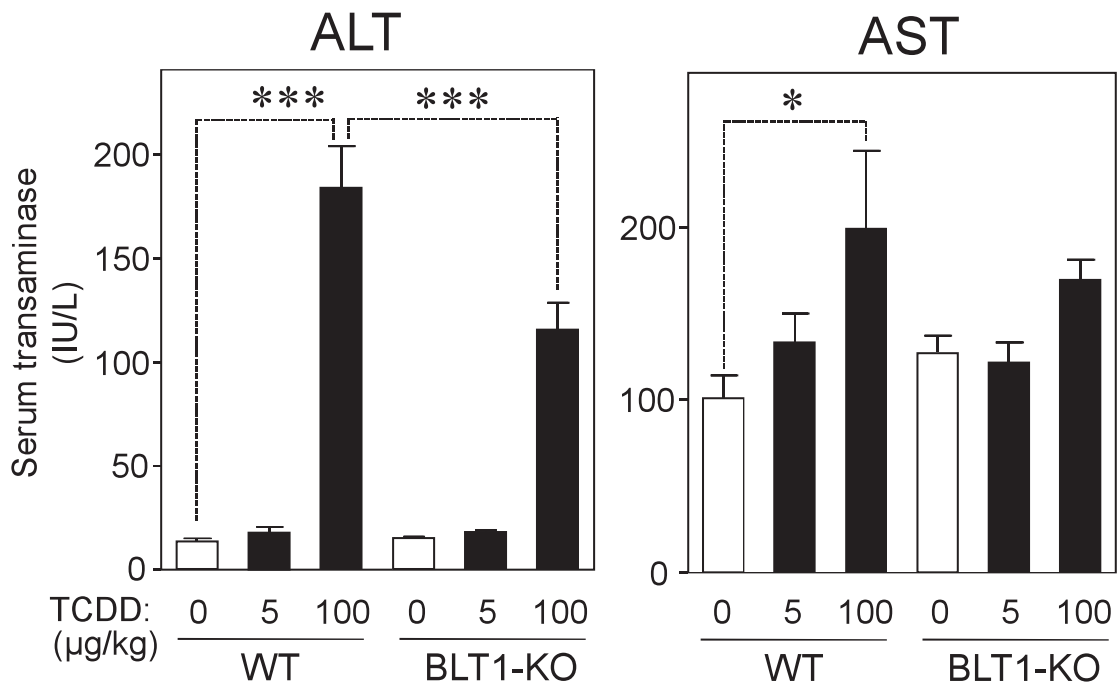 ALT
AST
Serum transaminase
(IU/L)
***
***
200
150
100
50
0
*
200
100
0
TCDD:
(µg/kg)
0 5 100 0 5 100
WT BLT1-KO
0 5 100 0 5 100
WT BLT1-KO